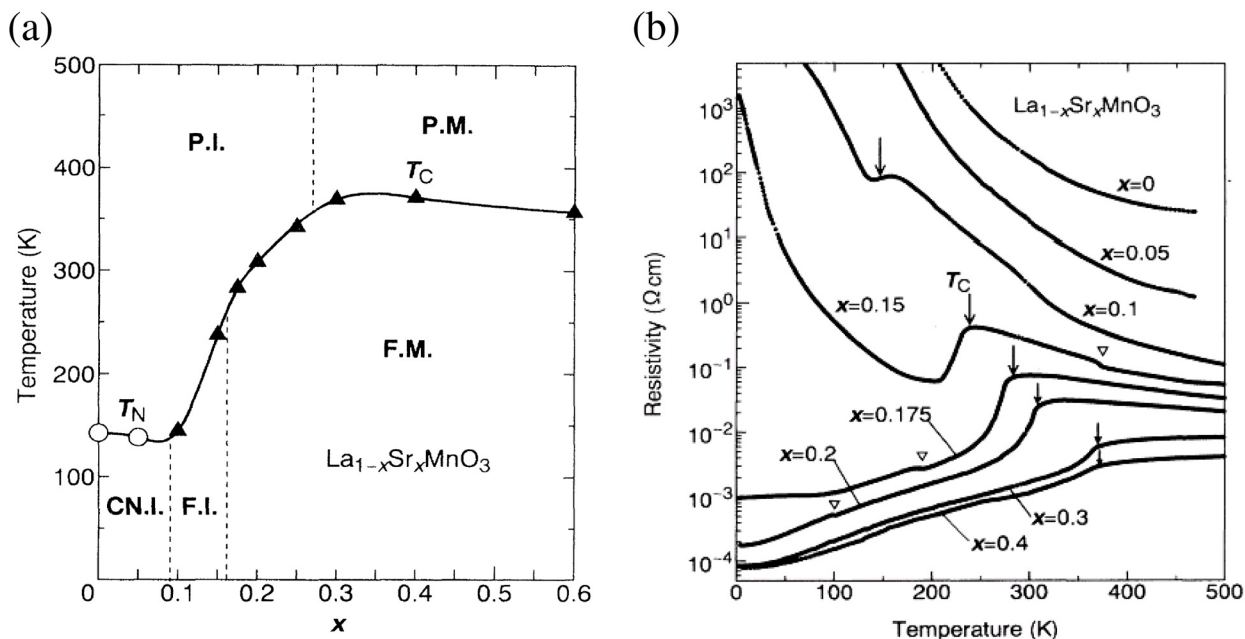 (a)
500
400
300
200
100
0
0.1
0.2
0.3
0.4
0.5
0.6
Temperature (K)
x
P.I.
P.M.
T_C
F.M.
T_N
La₁₋ₓSrₓMnO₃
CN.I.
F.I.
(b)
10³
10²
10¹
10⁰
10⁻¹
10⁻²
10⁻³
10⁻⁴
0
100
200
300
400
500
Resistivity (Ω cm)
Temperature (K)
La₁₋ₓSrₓMnO₃
x=0
x=0.05
x=0.1
T_C
x=0.15
x=0.175
x=0.2
x=0.3
x=0.4